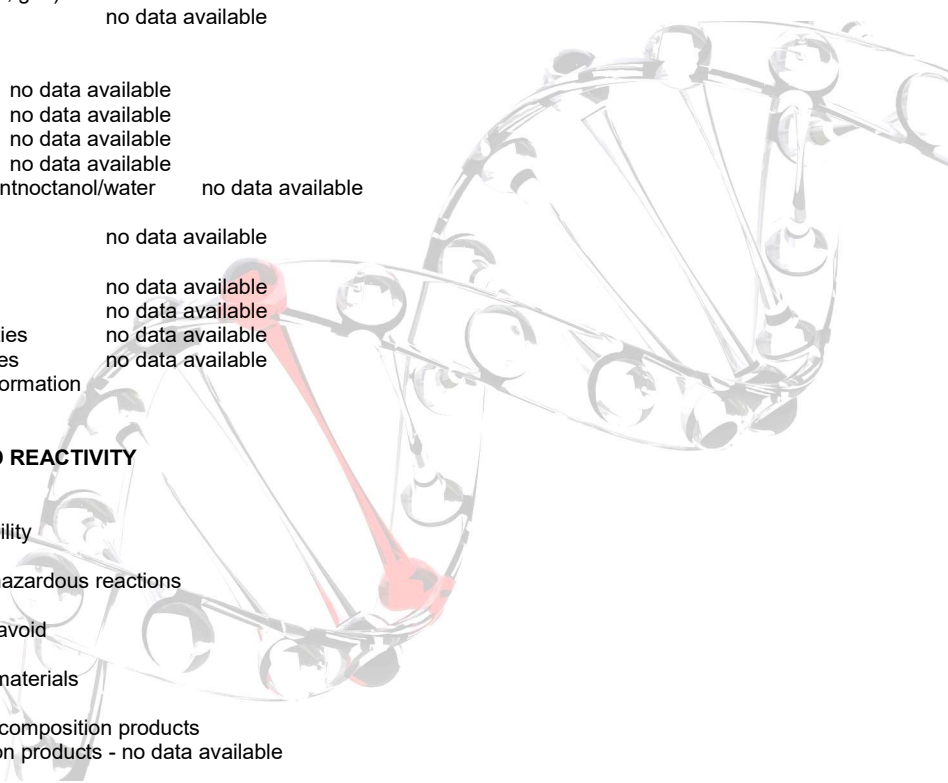 no data available
no data available
no data available
no data available
no data available
ntnoctanol/water no data available
no data available
no data available
no data available
ies no data available
es no data available
ormation
REACTIVITY
ility
hazardous reactions
avoid
materials
composition products
on products - no data available